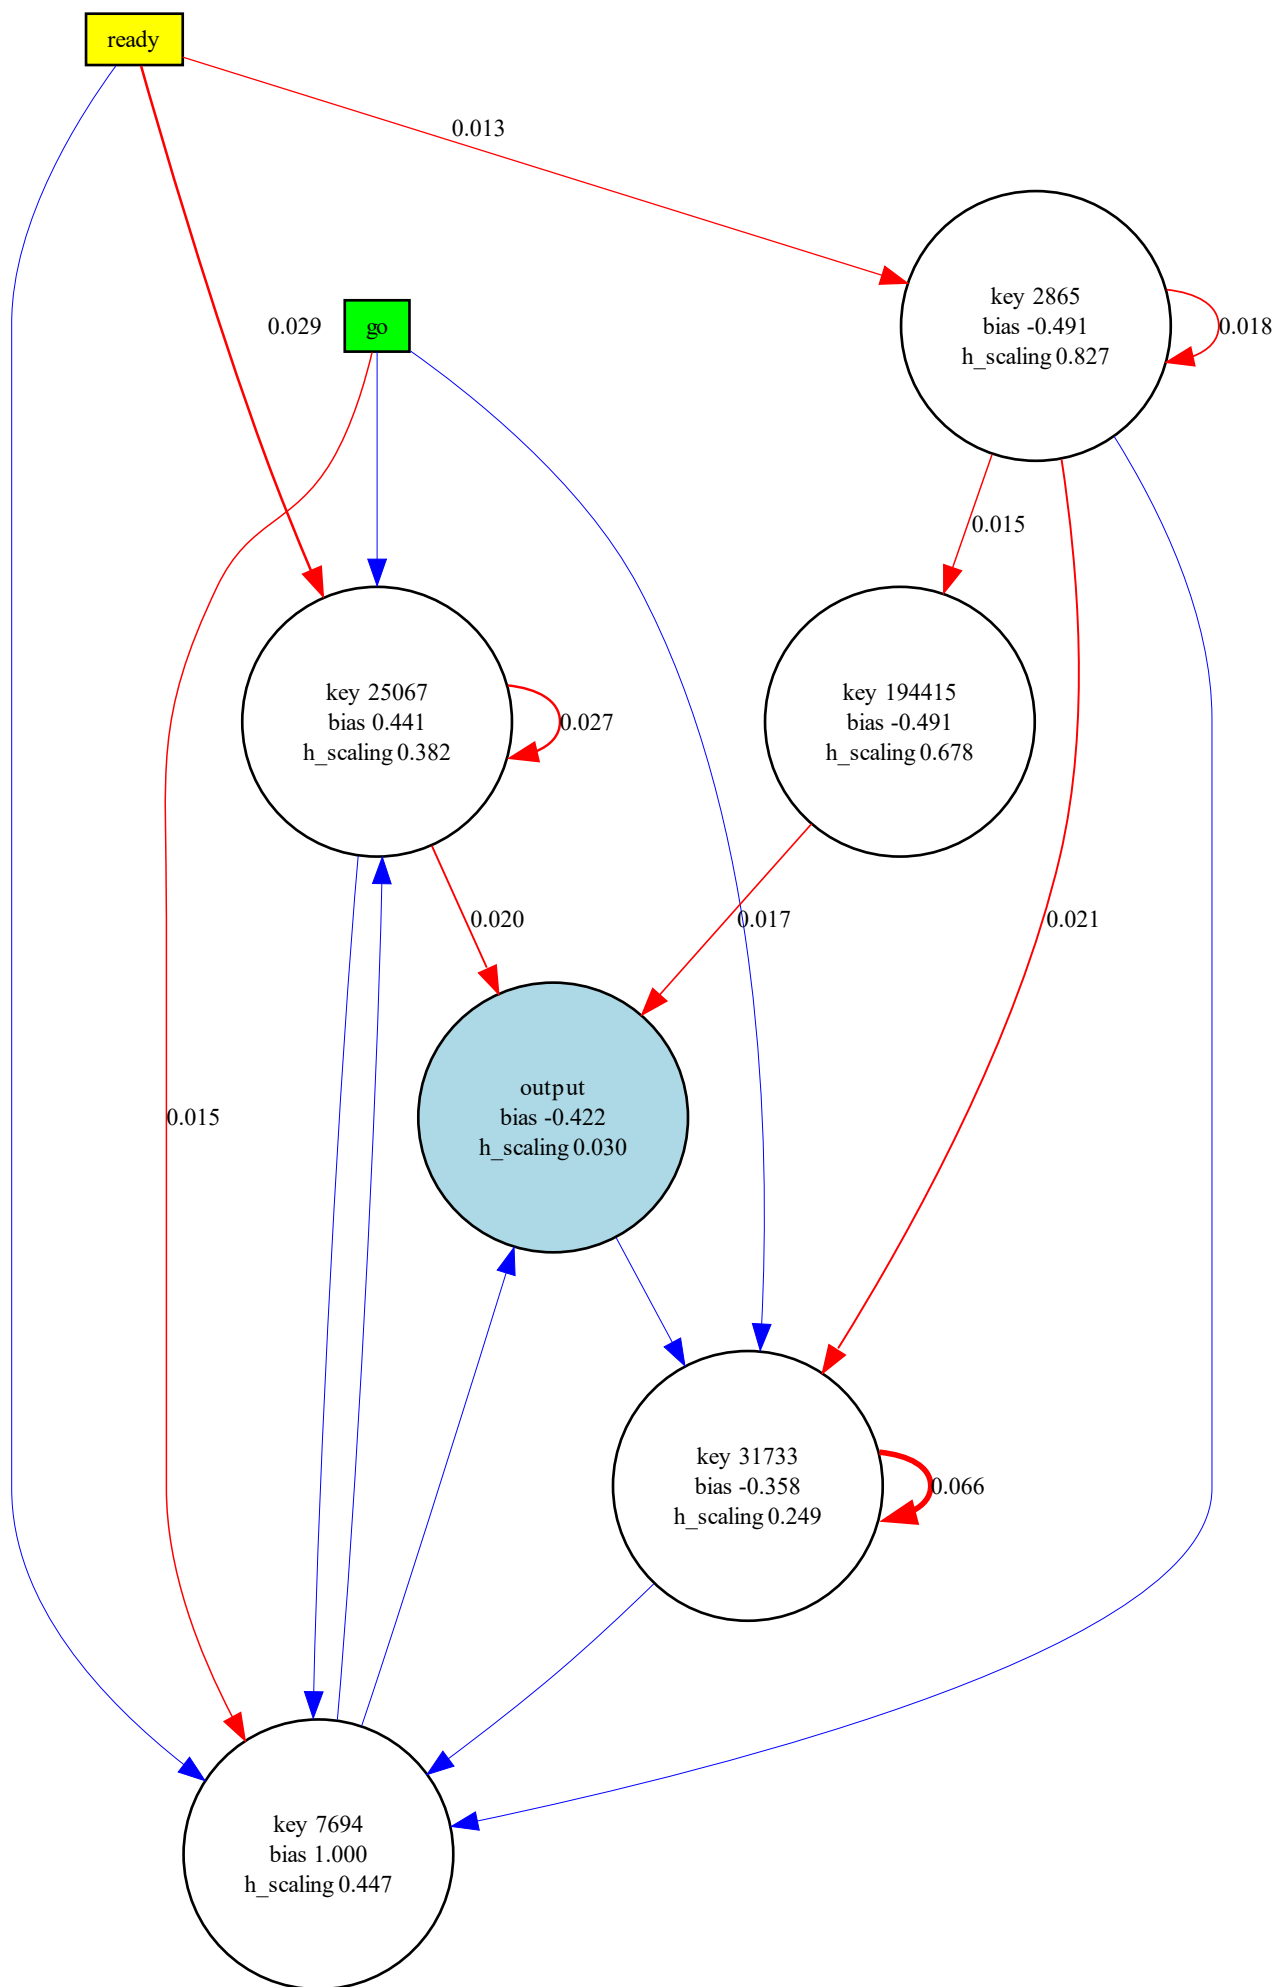 ready
0.013
key 2865
bias -0.491
h_scaling 0.827
0.018
0.029
go
0.015
key 25067
bias 0.441
h_scaling 0.382
0.027
key 194415
bias -0.491
h_scaling 0.678
0.020
0.017
0.021
output
bias -0.422
h_scaling 0.030
0.015
key 31733
bias -0.358
h_scaling 0.249
0.066
key 7694
bias 1.000
h_scaling 0.447